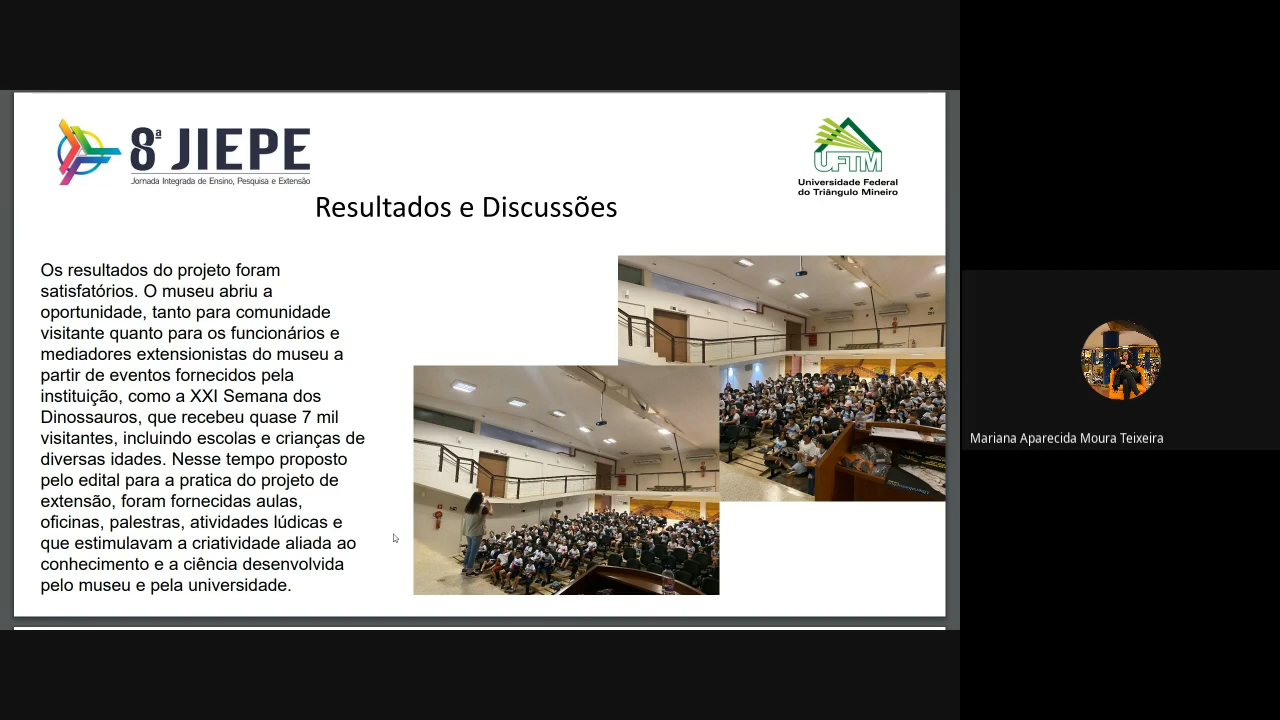 8ª JIEPE
Jornada Integrada de Ensino, Pesquisa e Extensão
UFTM
Universidade Federal
do Triângulo Mineiro
Resultados e Discussões
Os resultados do projeto foram
satisfatórios. O museu abriu a
oportunidade, tanto para comunidade
visitante quanto para os funcionários e
mediadores extensionistas do museu a
partir de eventos fornecidos pela
instituição, como a XXI Semana dos
Dinossauros, que recebeu quase 7 mil
visitantes, incluindo escolas e crianças de
diversas idades. Nesse tempo proposto
pelo edital para a pratica do projeto de
extensão, foram fornecidas aulas,
oficinas, palestras, atividades lúdicas e
que estimulavam a criatividade aliada ao
conhecimento e a ciência desenvolvida
pelo museu e pela universidade.
Mariana Aparecida Moura Teixeira